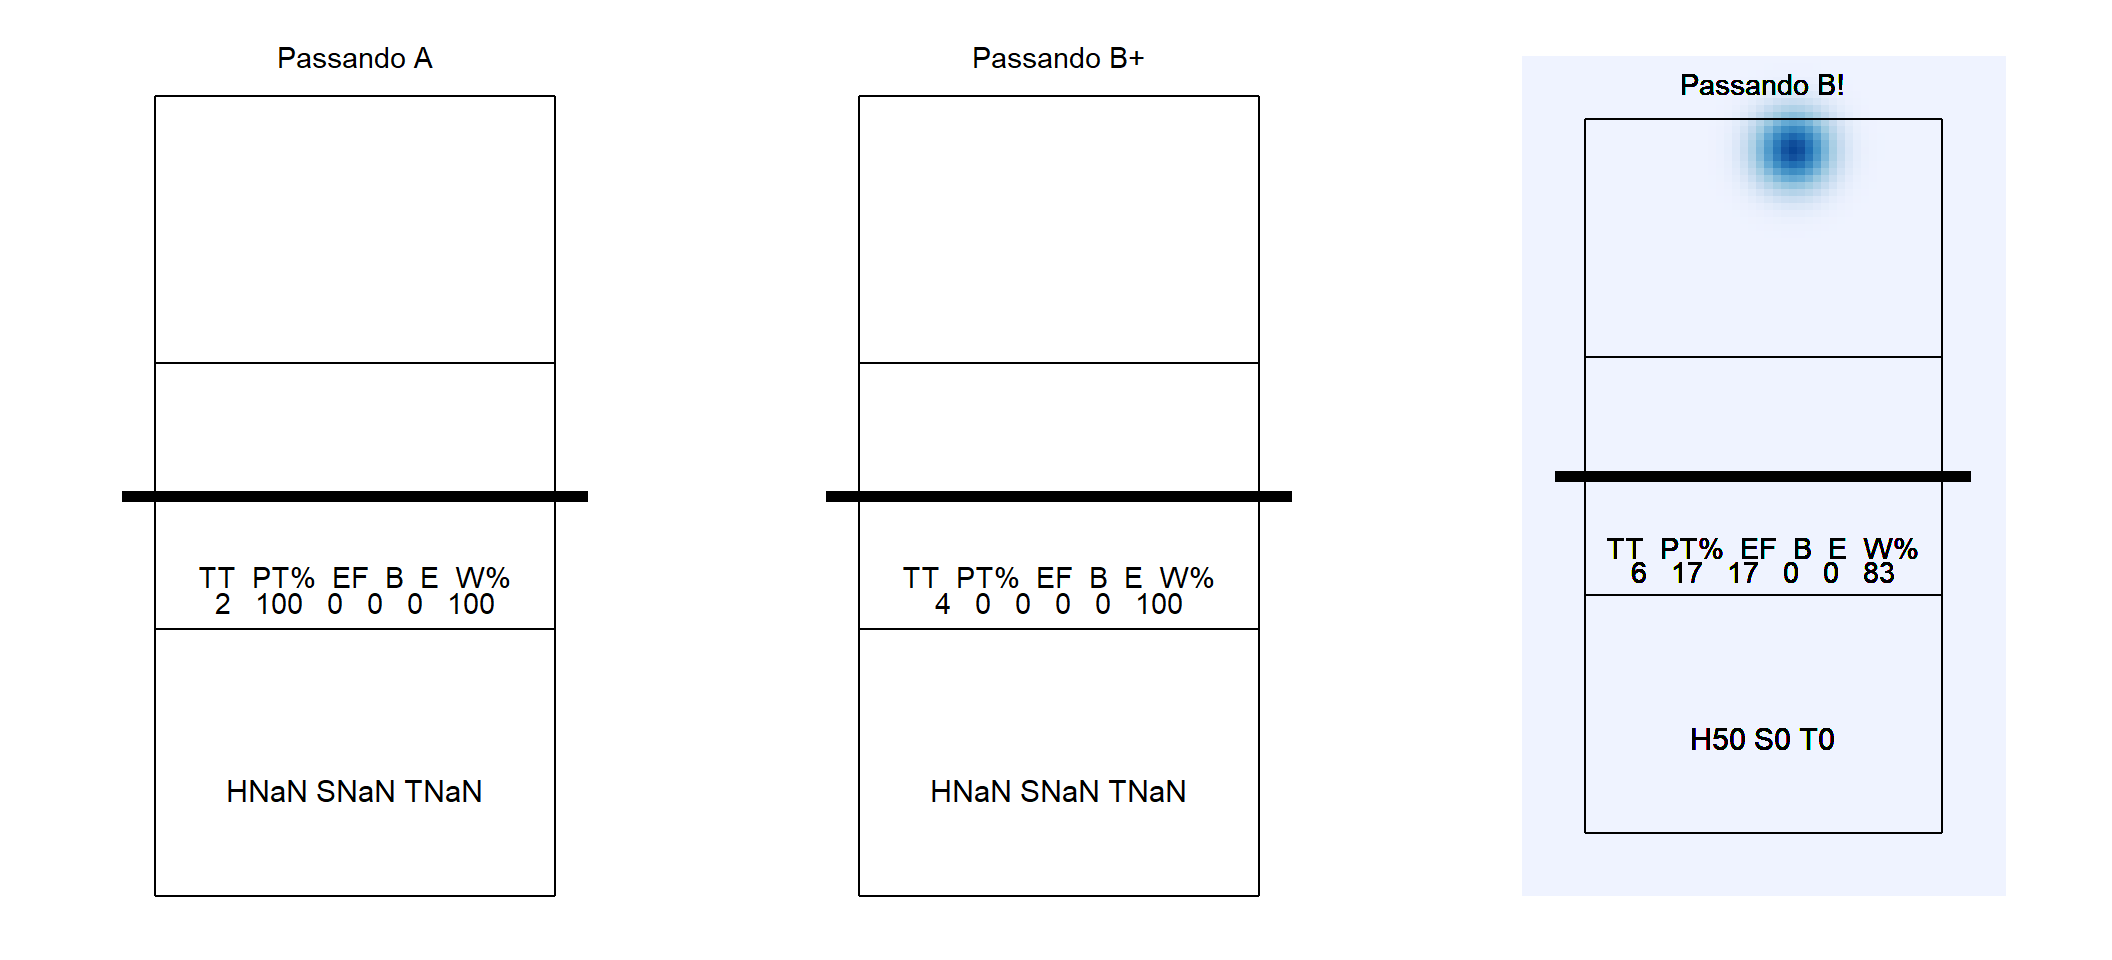 Passando A
TT PT% EF B E W%
2 100 0 0 0 100
HNaN SNaN TNaN
Passando B+
TT PT% EF B E W%
4 0 0 0 0 100
HNaN SNaN TNaN
Passando B!
TT PT% EF B E W%
6 17 17 0 0 83
H50 S0 T0